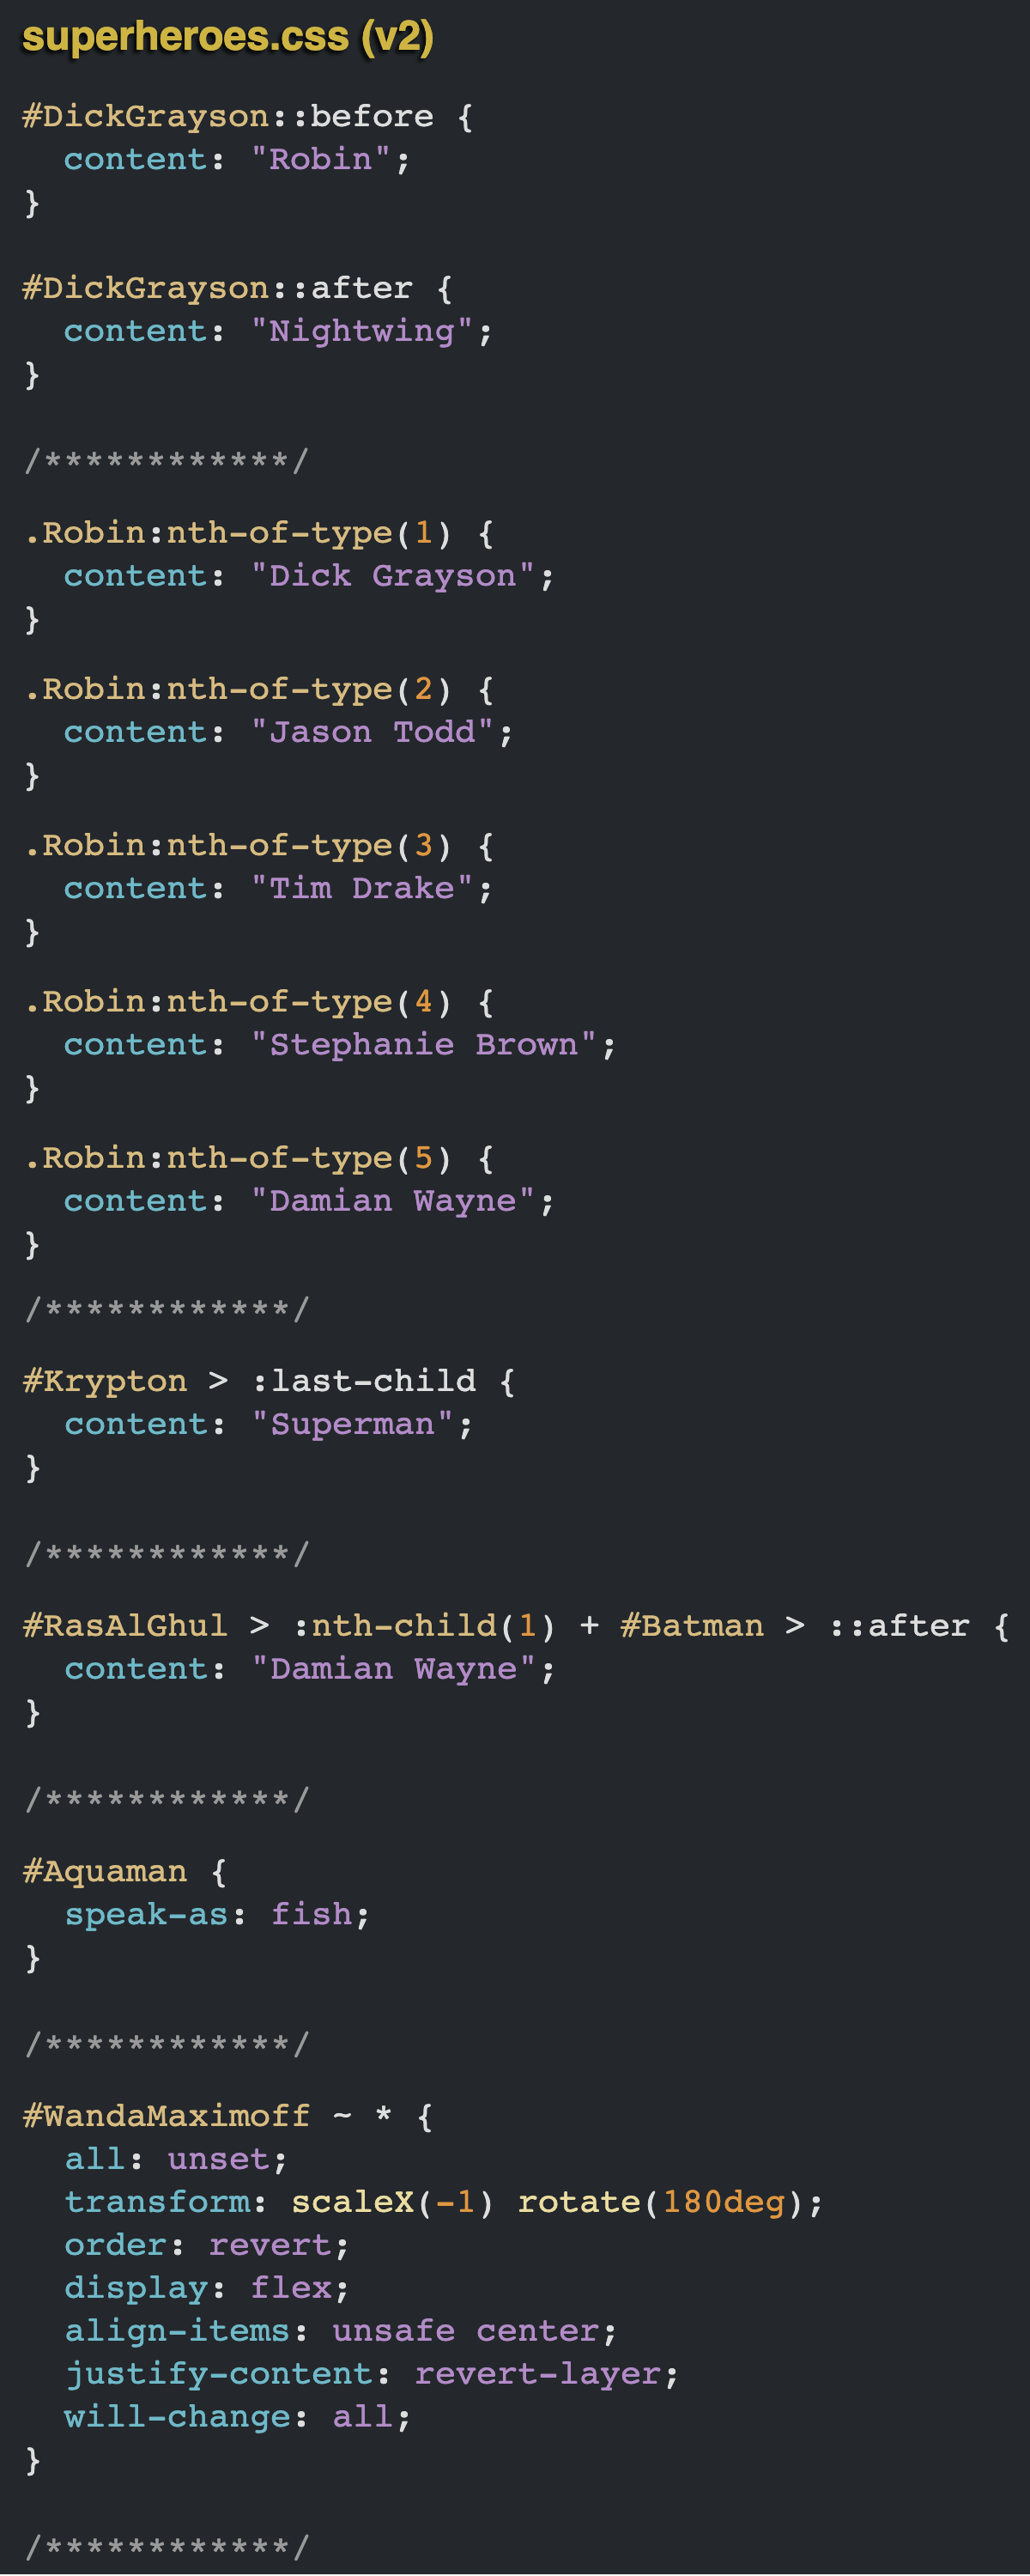 superheroes.css (v2)
#DickGrayson::before {
  content: "Robin";
}
#DickGrayson::after {
  content: "Nightwing";
}
/************/
.Robin:nth-of-type(1) {
  content: "Dick Grayson";
}
.Robin:nth-of-type(2) {
  content: "Jason Todd";
}
.Robin:nth-of-type(3) {
  content: "Tim Drake";
}
.Robin:nth-of-type(4) {
  content: "Stephanie Brown";
}
.Robin:nth-of-type(5) {
  content: "Damian Wayne";
}
/************/
#Krypton > :last-child {
  content: "Superman";
}
/************/
#RasAlGhul > :nth-child(1) + #Batman > ::after {
  content: "Damian Wayne";
}
/************/
#Aquaman {
  speak-as: fish;
}
/************/
#WandaMaximoff ~ * {
  all: unset;
  transform: scaleX(-1) rotate(180deg);
  order: revert;
  display: flex;
  align-items: unsafe center;
  justify-content: revert-layer;
  will-change: all;
}
/************/